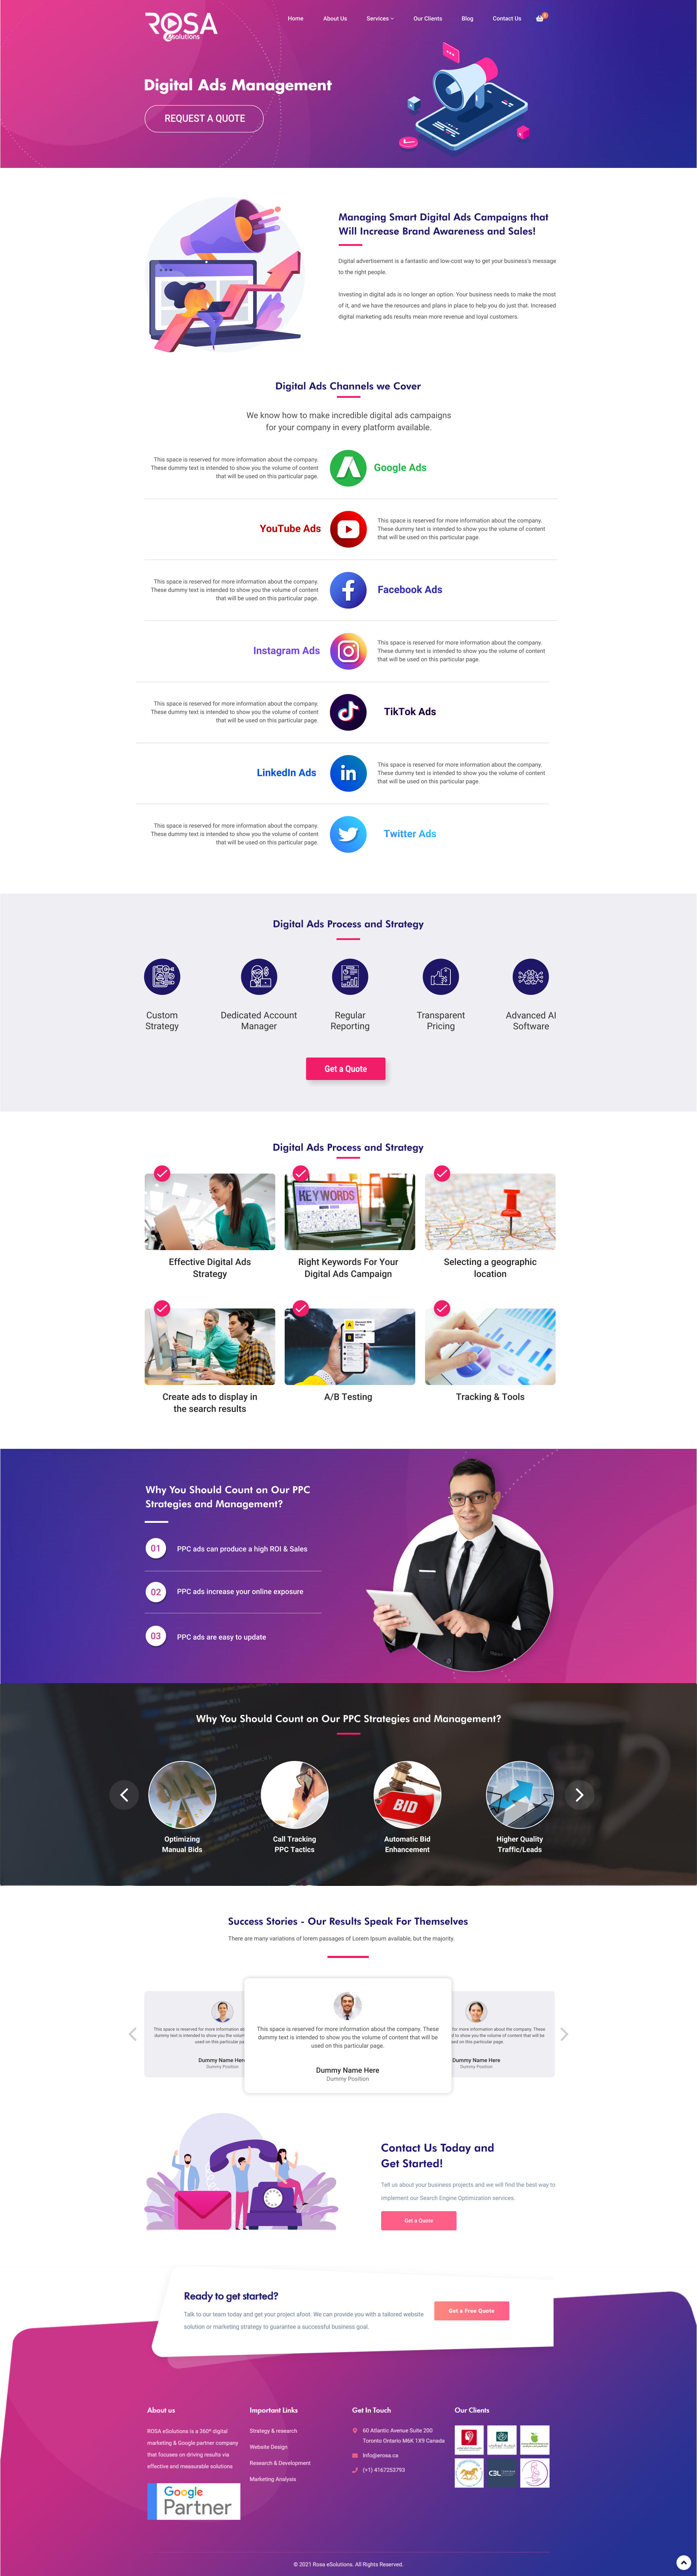 ROSA
eSolutions
Home
About Us
Services
Our Clients
Blog
Contact Us
Digital Ads Management
REQUEST A QUOTE
Managing Smart Digital Ads Campaigns that
Will Increase Brand Awareness and Sales!
Digital advertisement is a fantastic and low-cost way to get your business's message
to the right people.
Investing in digital ads is no longer an option. Your business needs to make the most
of it, and we have the resources and plans in place to help you do just that. Increased
digital marketing ads results mean more revenue and loyal customers.
Digital Ads Channels we Cover
We know how to make incredible digital ads campaigns
for your company in every platform available.
This space is reserved for more information about the company.
These dummy text is intended to show you the volume of content
that will be used on this particular page.
Google Ads
YouTube Ads
This space is reserved for more information about the company.
These dummy text is intended to show you the volume of content
that will be used on this particular page.
This space is reserved for more information about the company.
These dummy text is intended to show you the volume of content
that will be used on this particular page.
Facebook Ads
Instagram Ads
This space is reserved for more information about the company.
These dummy text is intended to show you the volume of content
that will be used on this particular page.
This space is reserved for more information about the company.
These dummy text is intended to show you the volume of content
that will be used on this particular page.
TikTok Ads
LinkedIn Ads
in
This space is reserved for more information about the company.
These dummy text is intended to show you the volume of content
that will be used on this particular page.
This space is reserved for more information about the company.
These dummy text is intended to show you the volume of content
that will be used on this particular page.
Twitter Ads
Digital Ads Process and Strategy
Custom
Strategy
Dedicated Account
Manager
Regular
Reporting
Transparent
Pricing
Advanced AI
Software
Get a Quote
Digital Ads Process and Strategy
KEYWORDS
Effective Digital Ads
Strategy
Right Keywords For Your
Digital Ads Campaign
Selecting a geographic
location
A
B
Create ads to display in
the search results
A/B Testing
Tracking & Tools
Why You Should Count on Our PPC
Strategies and Management?
01
PPC ads can produce a high ROI & Sales
02
PPC ads increase your online exposure
03
PPC ads are easy to update
Why You Should Count on Our PPC Strategies and Management?
BID
Optimizing
Manual Bids
Call Tracking
PPC Tactics
Automatic Bid
Enhancement
Higher Quality
Traffic/Leads
Success Stories - Our Results Speak For Themselves
There are many variations of lorem passages of Lorem Ipsum available, but the majority.
This space is reserved for more information ab
dummy text is intended to show you the volu
used on this particular pa
Dummy Name Her
Dummy Position
This space is reserved for more information about the company. These
dummy text is intended to show you the volume of content that will be
used on this particular page.
Dummy Name Here
Dummy Position
for more information about the company. These
d to show you the volume of content that will be
used on this particular page.
Dummy Name Here
Dummy Position
Contact Us Today and
Get Started!
Tell us about your business projects and we will find the best way to
implement our Search Engine Optimization services.
Get a Quote
Ready to get started?
Talk to our team today and get your project afoot. We can provide you with a tailored website
solution or marketing strategy to guarantee a successful business goal.
Get a Free Quote
About us
ROSA eSolutions is a 360° digital
marketing & Google partner company
that focuses on driving results via
effective and measurable solutions
Google
Partner
Important Links
Strategy & research
Website Design
Research & Development
Marketing Analysis
Get In Touch
60 Atlantic Avenue Suite 200
Toronto Ontario M6K 1X9 Canada
Info@erosa.ca
(+1) 4167253793
Our Clients
CBL
© 2021 Rosa eSolutions. All Rights Reserved.